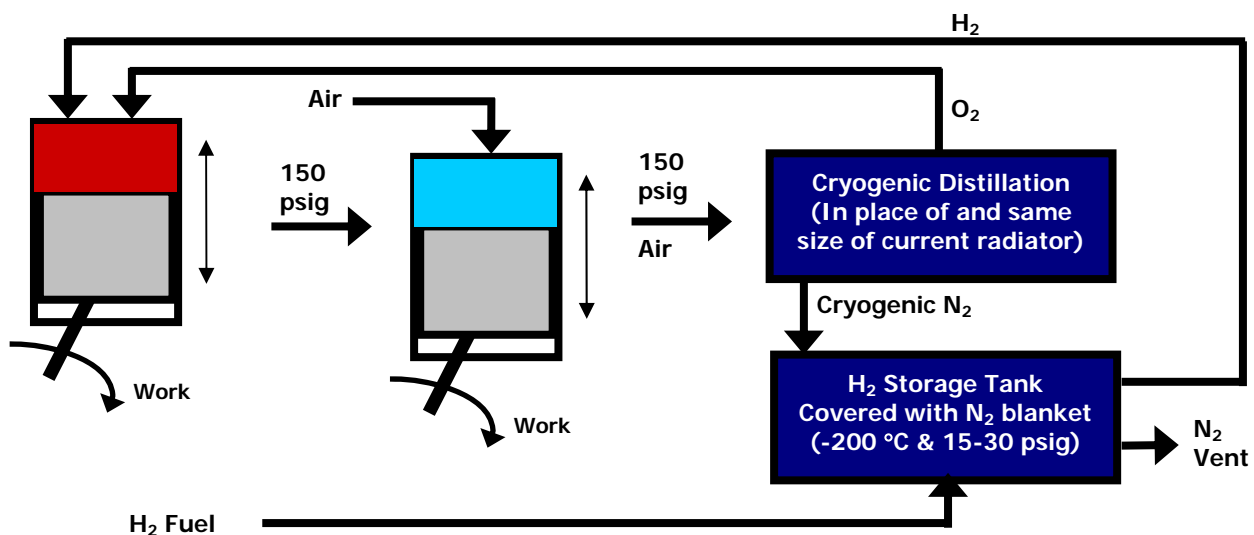 H₂
O₂
Air
150
psig
150
psig
Air
Cryogenic Distillation
(In place of and same
size of current radiator)
Cryogenic N₂
Work
Work
H₂ Storage Tank
Covered with N₂ blanket
(-200 °C & 15-30 psig)
N₂
Vent
H₂ Fuel